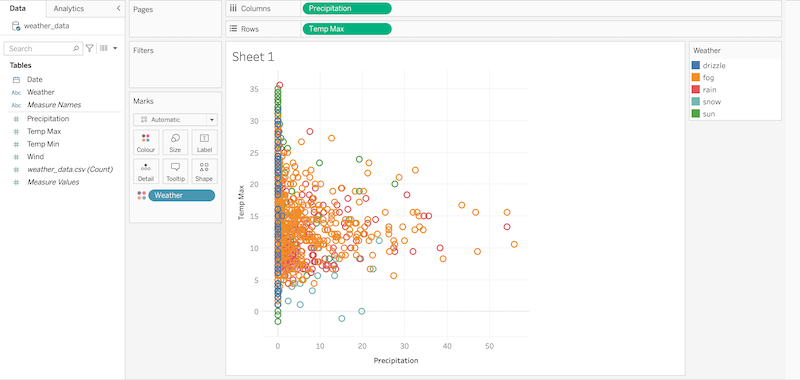 Data
Analytics
weather_data
Search
Tables
Date
Abc Weather
Abc Measure Names
# Precipitation
# Temp Max
# Temp Min
# Wind
# weather_data.csv (Count)
# Measure Values
Pages
Filters
Marks
Automatic
Colour Size Label
Detail Tooltip Shape
Weather
Columns Precipitation
Rows Temp Max
Sheet 1
Temp Max
35
30
25
20
15
10
5
0
0 10 20 30 40 50
Precipitation
Weather
drizzle
fog
rain
snow
sun